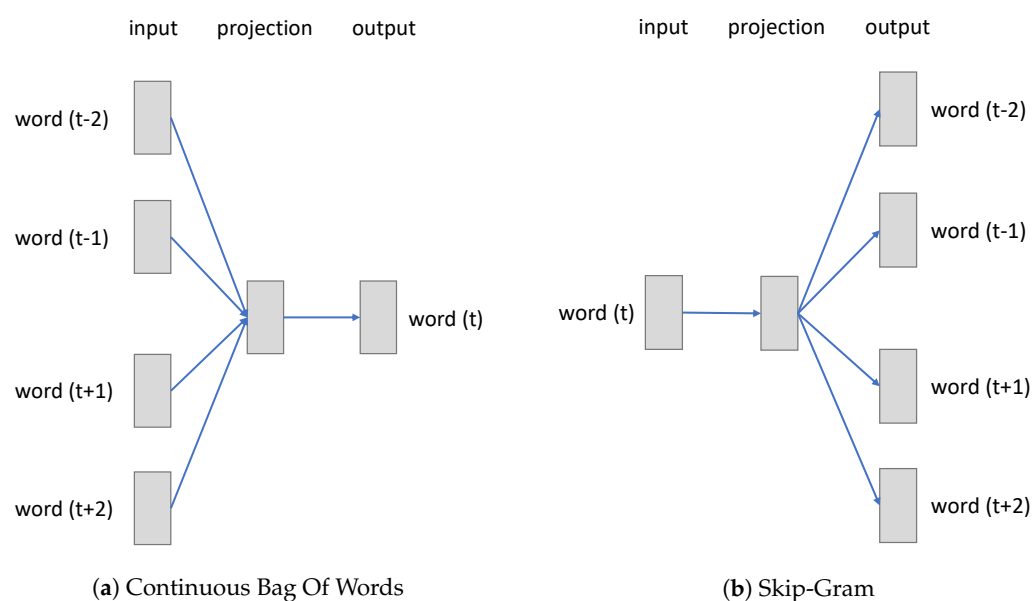 input projection output
word (t-2)
word (t-1)
word (t)
word (t+1)
word (t+2)
(a) Continuous Bag Of Words
input projection output
word (t-2)
word (t-1)
word (t)
word (t+1)
word (t+2)
(b) Skip-Gram